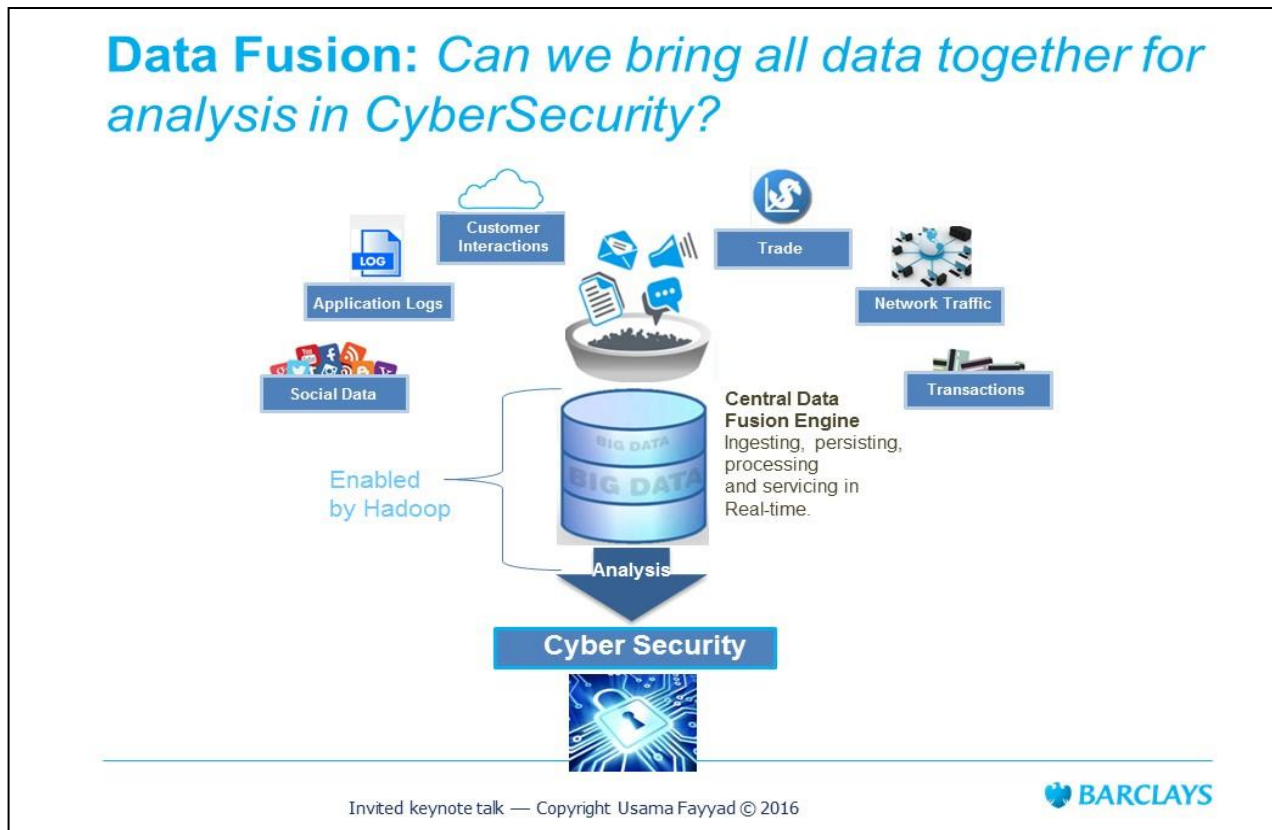 Data Fusion: Can we bring all data together for
analysis in CyberSecurity?
Customer
Interactions
Trade
LOG
Application Logs
Network Traffic
Social Data
Transactions
Central Data
Fusion Engine
Ingesting, persisting,
processing
and servicing in
Real-time.
BIG DATA
BIG DATA
Enabled
by Hadoop
Analysis
Cyber Security
Invited keynote talk — Copyright Usama Fayyad © 2016
BARCLAYS